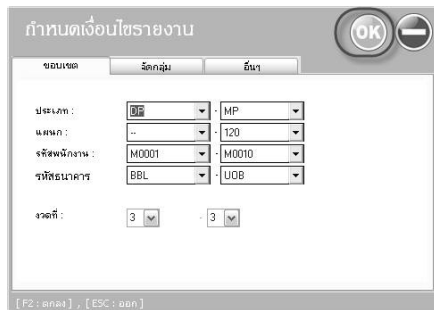 กำหนดเงื่อนไขรายงาน
OK
ขอบเขต จัดกลุ่ม อื่นๆ
ประเภท : DP - MP
แผนก : -- - 120
รหัสพนักงาน : M0001 - M0010
รหัสธนาคาร BBL - UOB
งวดที่ : 3 - 3
[F2 : ตกลง] , [ESC : ออก]